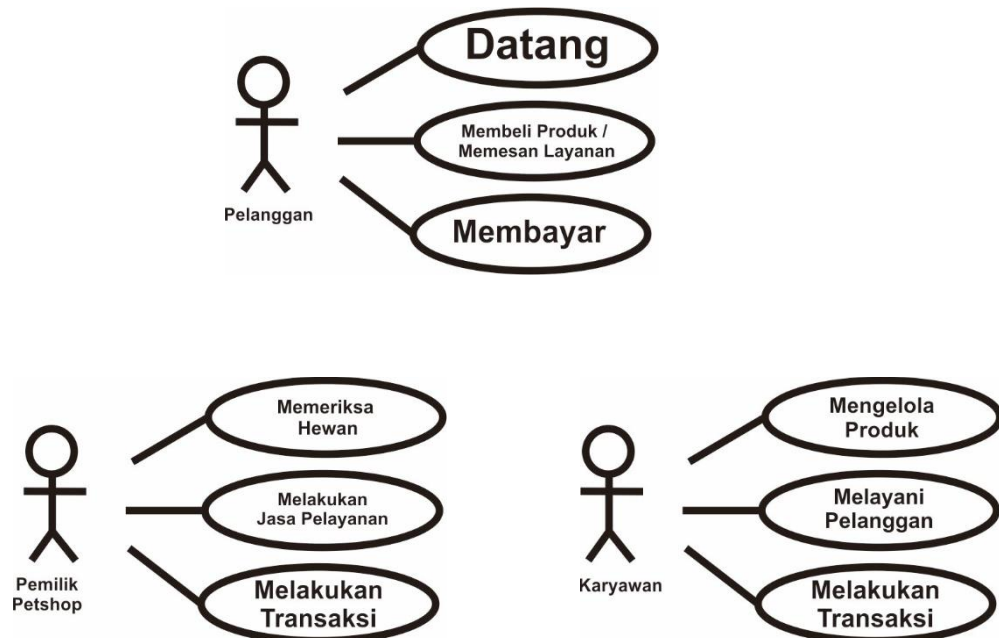 Datang
Membeli Produk /
Memesan Layanan
Membayar
Pelanggan
Memeriksa
Hewan
Melakukan
Jasa Pelayanan
Melakukan
Transaksi
Pemilik
Petshop
Mengelola
Produk
Melayani
Pelanggan
Melakukan
Transaksi
Karyawan